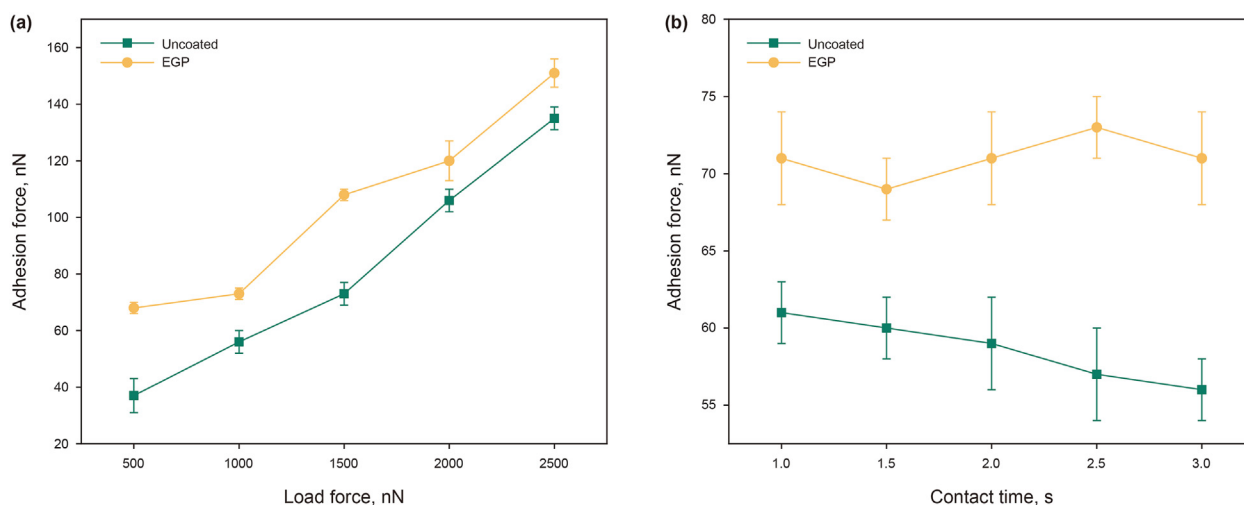 (a)
Uncoated
EGP
160
140
120
100
80
60
40
20
500 1000 1500 2000 2500
Adhesion force, nN
Load force, nN
(b)
Uncoated
EGP
80
75
70
65
60
55
1.0 1.5 2.0 2.5 3.0
Adhesion force, nN
Contact time, s